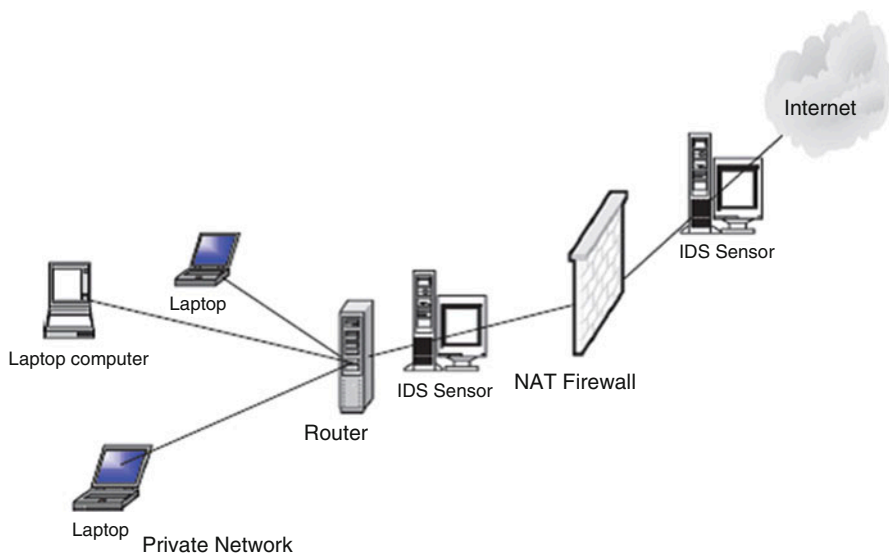 Internet
IDS Sensor
Laptop
Laptop computer
IDS Sensor
NAT Firewall
Router
Laptop
Private Network